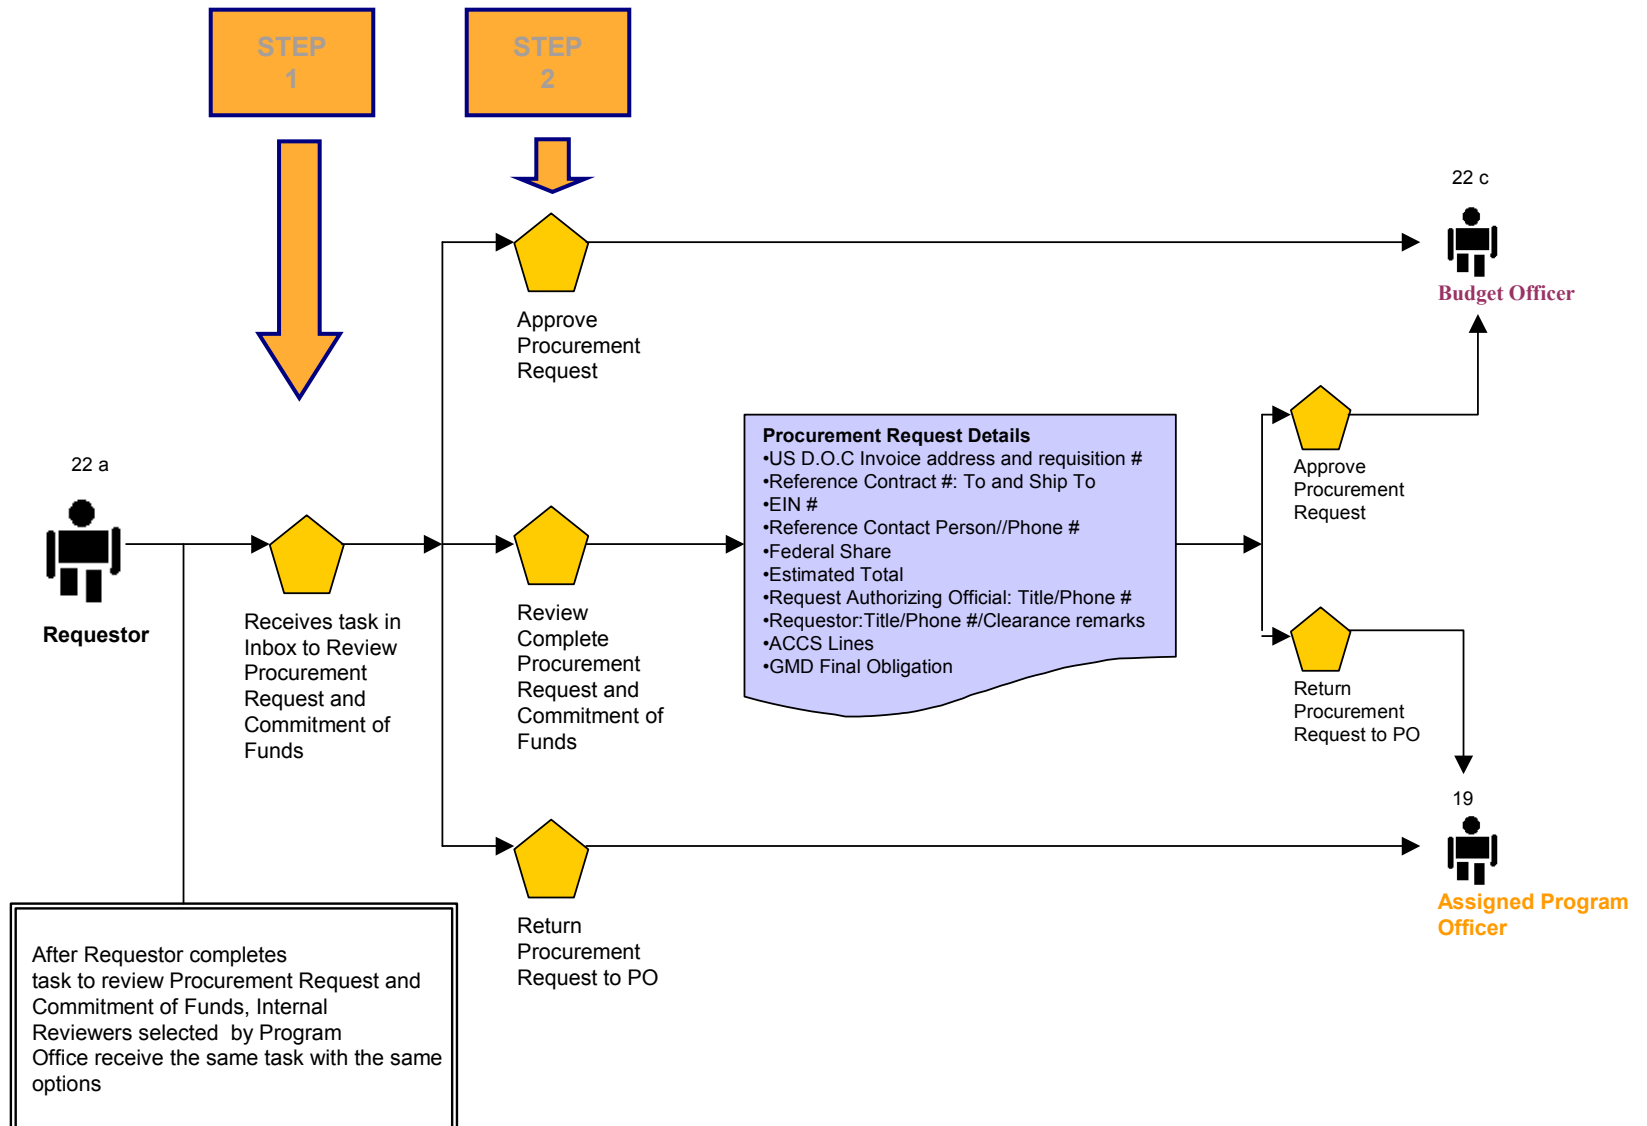 STEP
1
STEP
2
22 c
Budget Officer
Approve
Procurement
Request
Procurement Request Details
•US D.O.C Invoice address and requisition #
•Reference Contract #: To and Ship To
•EIN #
•Reference Contact Person//Phone #
•Federal Share
•Estimated Total
•Request Authorizing Official: Title/Phone #
•Requestor:Title/Phone #/Clearance remarks
•ACCS Lines
•GMD Final Obligation
Approve
Procurement
Request
22 a
Requestor
Receives task in
Inbox to Review
Procurement
Request and
Commitment of
Funds
Review
Complete
Procurement
Request and
Commitment of
Funds
Return
Procurement
Request to PO
19
Assigned Program
Officer
Return
Procurement
Request to PO
After Requestor completes
task to review Procurement Request and
Commitment of Funds, Internal
Reviewers selected  by Program
Office receive the same task with the same
options